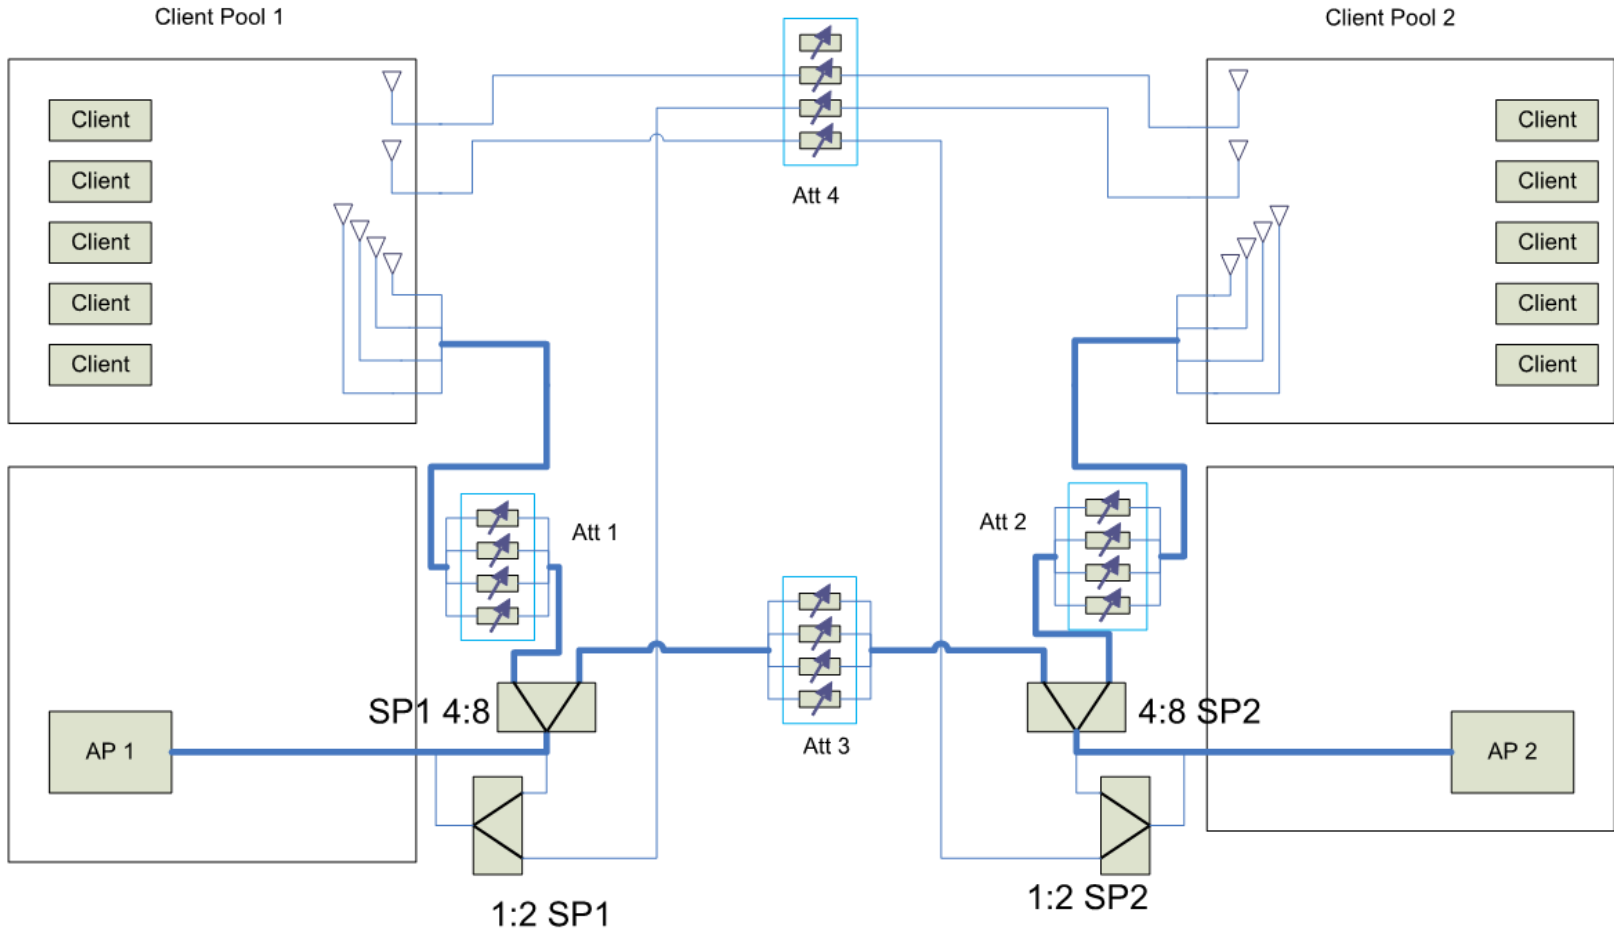 Client Pool 1
Client Pool 2
Client
Client
Client
Client
Client
Client
Client
Client
Client
Client
Att 4
Att 1
Att 2
Att 3
SP1 4:8
4:8 SP2
AP 1
AP 2
1:2 SP1
1:2 SP2